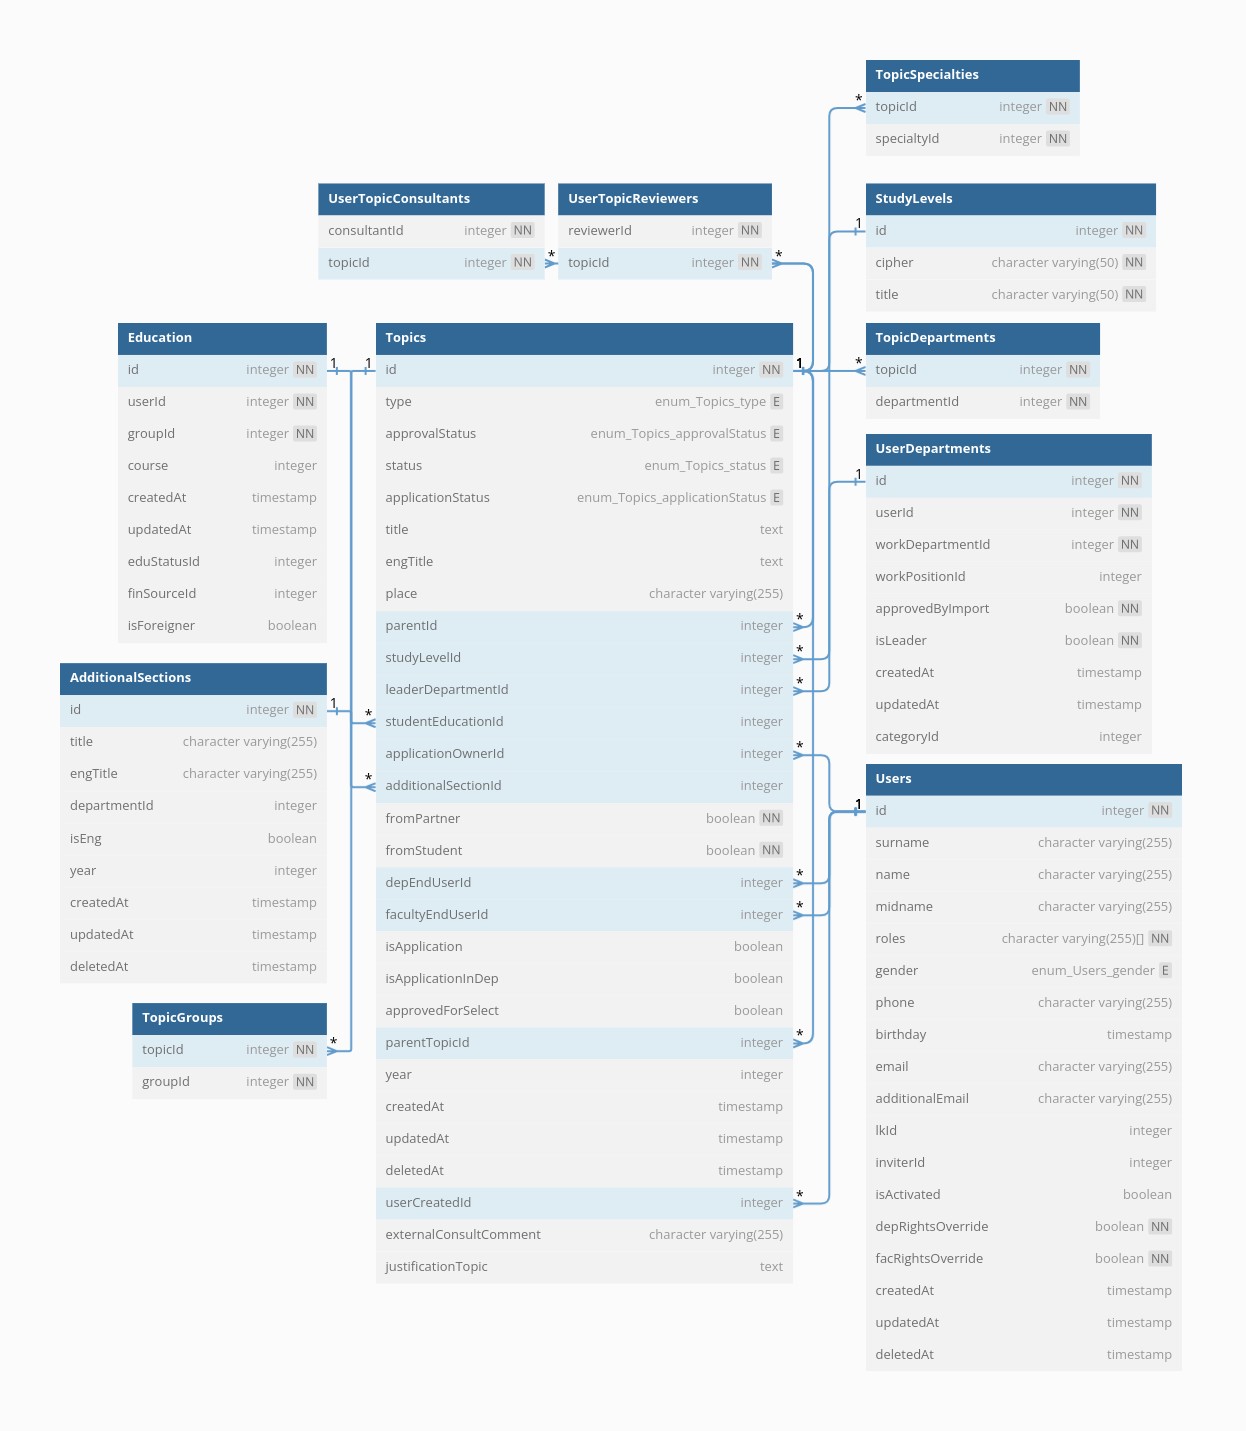 TopicSpecialties
*
topicId integer NN
specialtyId integer NN
UserTopicConsultants
consultantId integer NN
topicId integer NN
*
UserTopicReviewers
reviewerId integer NN
topicId integer NN
*
StudyLevels
1
id integer NN
cipher character varying(50) NN
title character varying(50) NN
Education
id integer NN
1
userId integer NN
groupId integer NN
course integer
createdAt timestamp
updatedAt timestamp
eduStatusId integer
finSourceId integer
isForeigner boolean
Topics
1
id integer NN
1
type enum_Topics_type E
approvalStatus enum_Topics_approvalStatus E
status enum_Topics_status E
applicationStatus enum_Topics_applicationStatus E
title text
engTitle text
place character varying(255)
parentId integer
*
studyLevelId integer
*
leaderDepartmentId integer
*
*
studentEducationId integer
applicationOwnerId integer
*
*
additionalSectionId integer
fromPartner boolean NN
fromStudent boolean NN
depEndUserId integer
*
facultyEndUserId integer
*
isApplication boolean
isApplicationInDep boolean
approvedForSelect boolean
parentTopicId integer
*
year integer
createdAt timestamp
updatedAt timestamp
deletedAt timestamp
userCreatedId integer
*
externalConsultComment character varying(255)
justificationTopic text
TopicDepartments
*
topicId integer NN
departmentId integer NN
UserDepartments
1
id integer NN
userId integer NN
workDepartmentId integer NN
workPositionId integer
approvedByImport boolean NN
isLeader boolean NN
createdAt timestamp
updatedAt timestamp
categoryId integer
AdditionalSections
id integer NN
1
title character varying(255)
engTitle character varying(255)
departmentId integer
isEng boolean
year integer
createdAt timestamp
updatedAt timestamp
deletedAt timestamp
TopicGroups
topicId integer NN
*
groupId integer NN
Users
1
id integer NN
surname character varying(255)
name character varying(255)
midname character varying(255)
roles character varying(255)[] NN
gender enum_Users_gender E
phone character varying(255)
birthday timestamp
email character varying(255)
additionalEmail character varying(255)
lkId integer
inviterId integer
isActivated boolean
depRightsOverride boolean NN
facRightsOverride boolean NN
createdAt timestamp
updatedAt timestamp
deletedAt timestamp